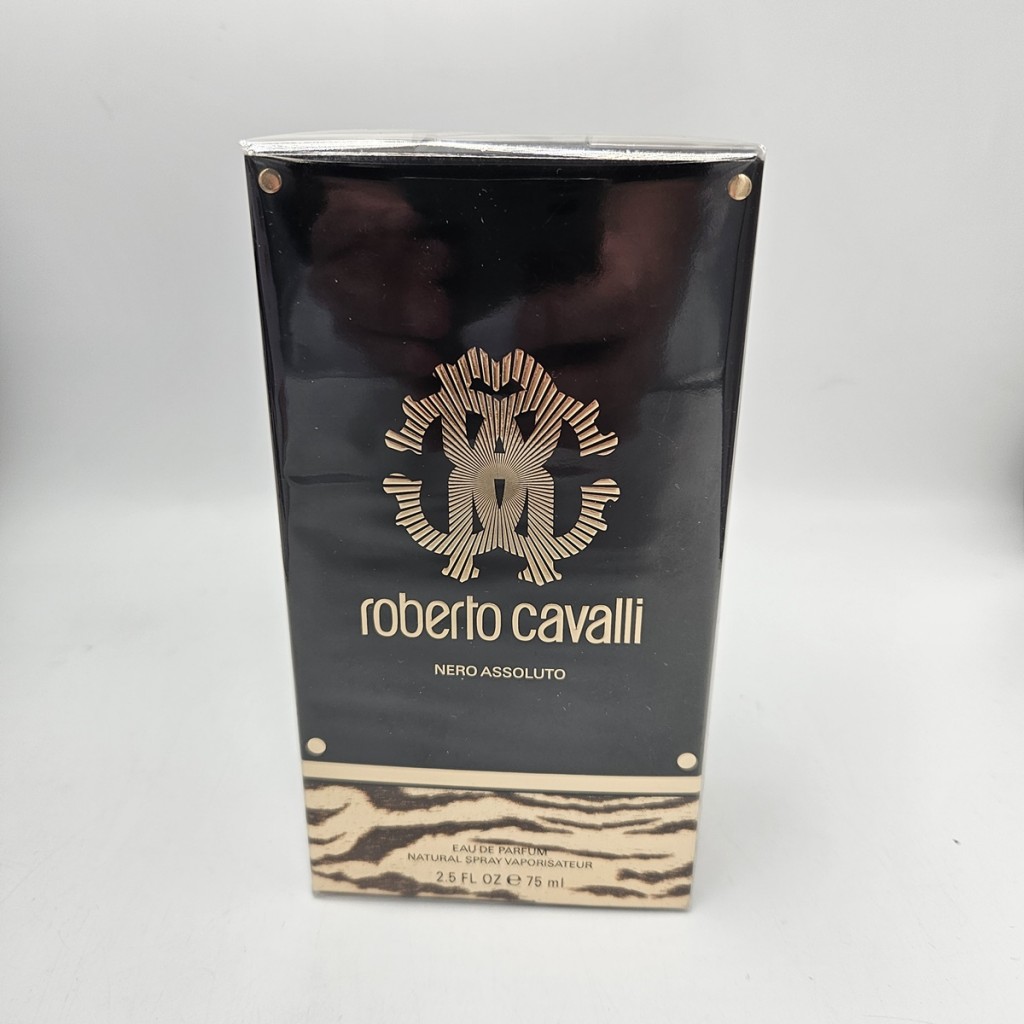 roberto cavalli
NERO ASSOLUTO
EAU DE PARFUM
NATURAL SPRAY VAPORISATEUR
2.5 FL OZ ℮ 75 ml